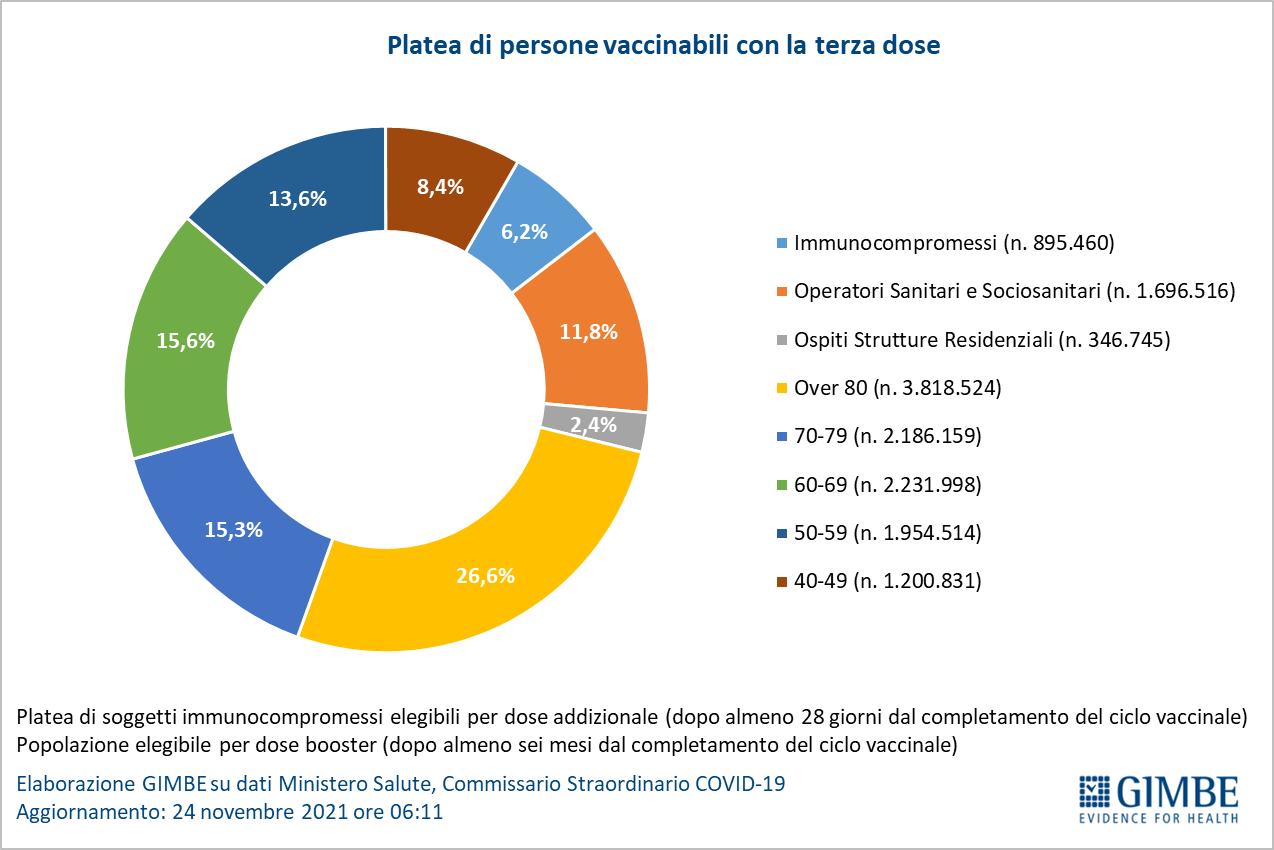 Platea di persone vaccinabili con la terza dose
8,4%
6,2%
11,8%
2,4%
26,6%
15,3%
15,6%
13,6%
Immunocompromessi (n. 895.460)
Operatori Sanitari e Sociosanitari (n. 1.696.516)
Ospiti Strutture Residenziali (n. 346.745)
Over 80 (n. 3.818.524)
70-79 (n. 2.186.159)
60-69 (n. 2.231.998)
50-59 (n. 1.954.514)
40-49 (n. 1.200.831)
Platea di soggetti immunocompromessi elegibili per dose addizionale (dopo almeno 28 giorni dal completamento del ciclo vaccinale)
Popolazione elegibile per dose booster (dopo almeno sei mesi dal completamento del ciclo vaccinale)
Elaborazione GIMBE su dati Ministero Salute, Commissario Straordinario COVID-19
Aggiornamento: 24 novembre 2021 ore 06:11
GIMBE
EVIDENCE FOR HEALTH